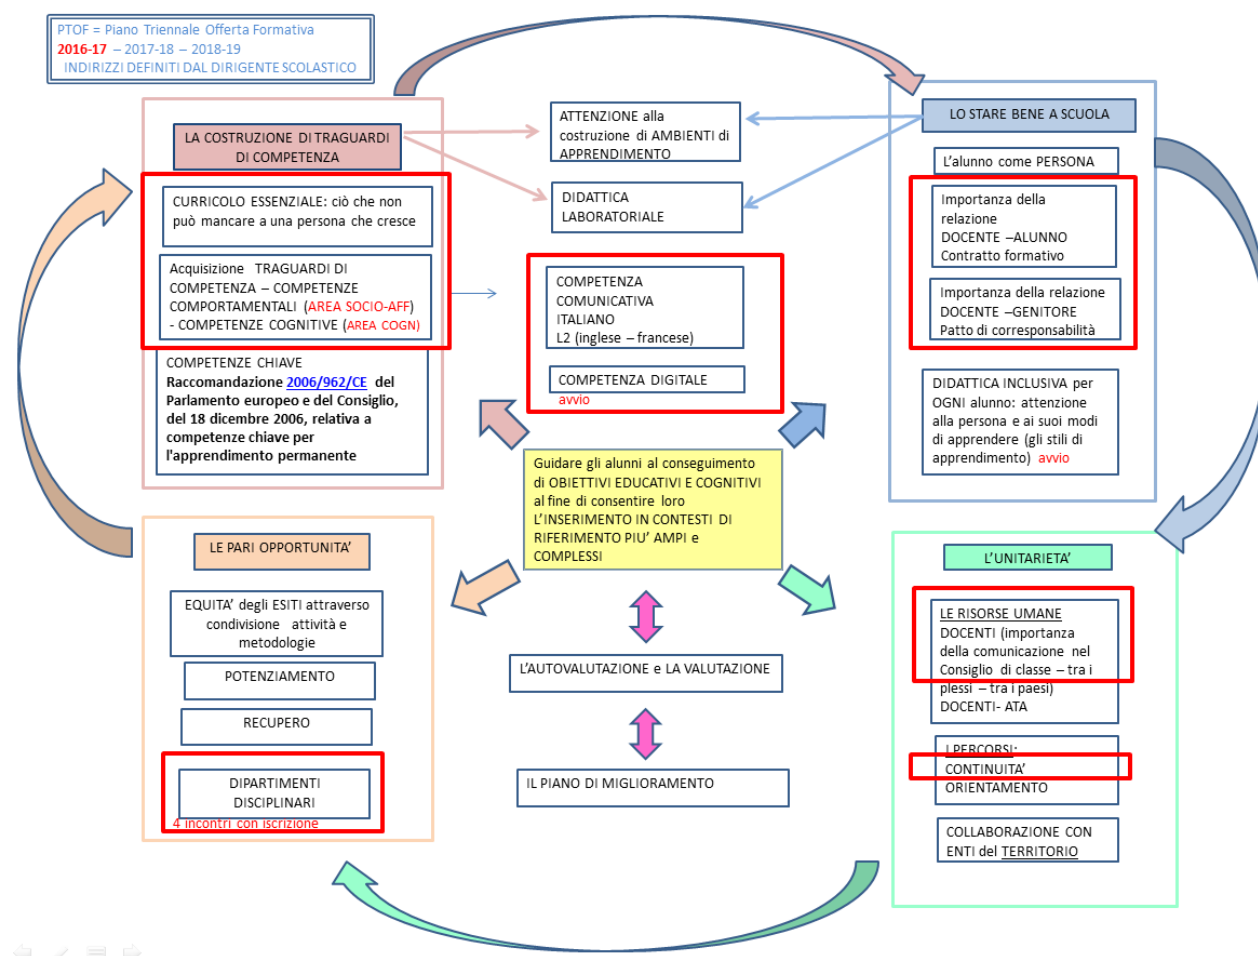 PTOF = Piano Triennale Offerta Formativa
2016-17 – 2017-18 – 2018-19
INDIRIZZI DEFINITI DAL DIRIGENTE SCOLASTICO
LA COSTRUZIONE DI TRAGUARDI
DI COMPETENZA
CURRICOLO ESSENZIALE: ciò che non
può mancare a una persona che cresce
Acquisizione TRAGUARDI DI
COMPETENZA – COMPETENZE
COMPORTAMENTALI (AREA SOCIO-AFF)
- COMPETENZE COGNITIVE (AREA COGN)
COMPETENZE CHIAVE
Raccomandazione 2006/962/CE del
Parlamento europeo e del Consiglio,
del 18 dicembre 2006, relativa a
competenze chiave per
l'apprendimento permanente
ATTENZIONE alla
costruzione di AMBIENTI di
APPRENDIMENTO
DIDATTICA
LABORATORIALE
COMPETENZA
COMUNICATIVA
ITALIANO
L2 (inglese – francese)
COMPETENZA DIGITALE
avvio
LO STARE BENE A SCUOLA
L'alunno come PERSONA
Importanza della
relazione
DOCENTE –ALUNNO
Contratto formativo
Importanza della relazione
DOCENTE –GENITORE
Patto di corresponsabilità
DIDATTICA INCLUSIVA per
OGNI alunno: attenzione
alla persona e ai suoi modi
di apprendere (gli stili di
apprendimento) avvio
Guidare gli alunni al conseguimento
di OBIETTIVI EDUCATIVI E COGNITIVI
al fine di consentire loro
L'INSERIMENTO IN CONTESTI DI
RIFERIMENTO PIU' AMPI e
COMPLESSI
LE PARI OPPORTUNITA'
EQUITA' degli ESITI attraverso
condivisione attività e
metodologie
POTENZIAMENTO
RECUPERO
DIPARTIMENTI
DISCIPLINARI
4 incontri con iscrizione
L'AUTOVALUTAZIONE e LA VALUTAZIONE
IL PIANO DI MIGLIORAMENTO
L'UNITARIETA'
LE RISORSE UMANE
DOCENTI (importanza
della comunicazione nel
Consiglio di classe – tra i
plessi – tra i paesi)
DOCENTI- ATA
I PERCORSI:
CONTINUITA'
ORIENTAMENTO
COLLABORAZIONE CON
ENTI del TERRITORIO